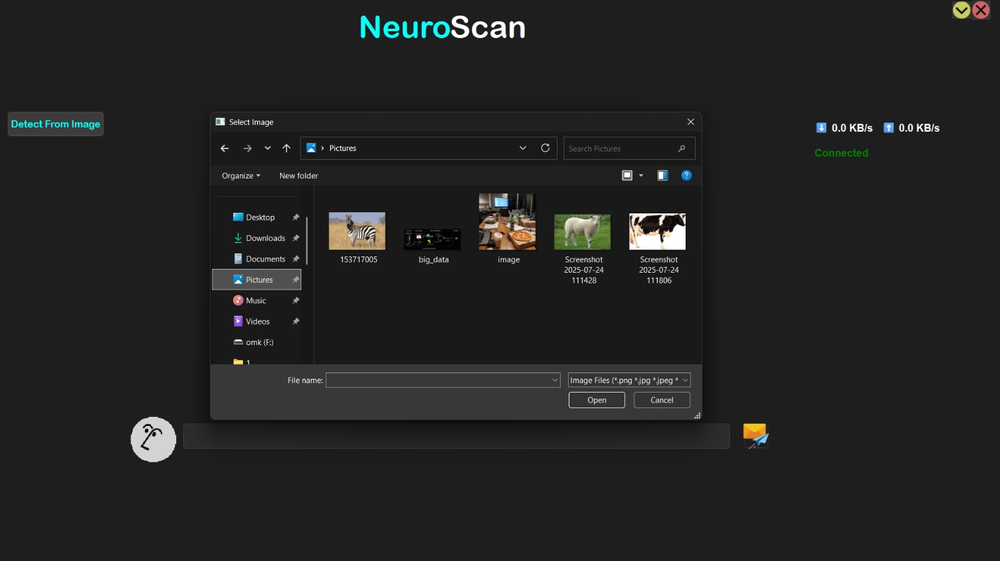 NeuroScan
Detect From Image
0.0 KB/s 0.0 KB/s
Connected
Select Image
Pictures
Search Pictures
Organize
New folder
Desktop
Downloads
Documents
Pictures
Music
Videos
omk (F:)
1
153717005
big_data
image
Screenshot
2025-07-24
111428
Screenshot
2025-07-24
111806
File name:
Image Files (*.png *.jpg *.jpeg *
Open
Cancel